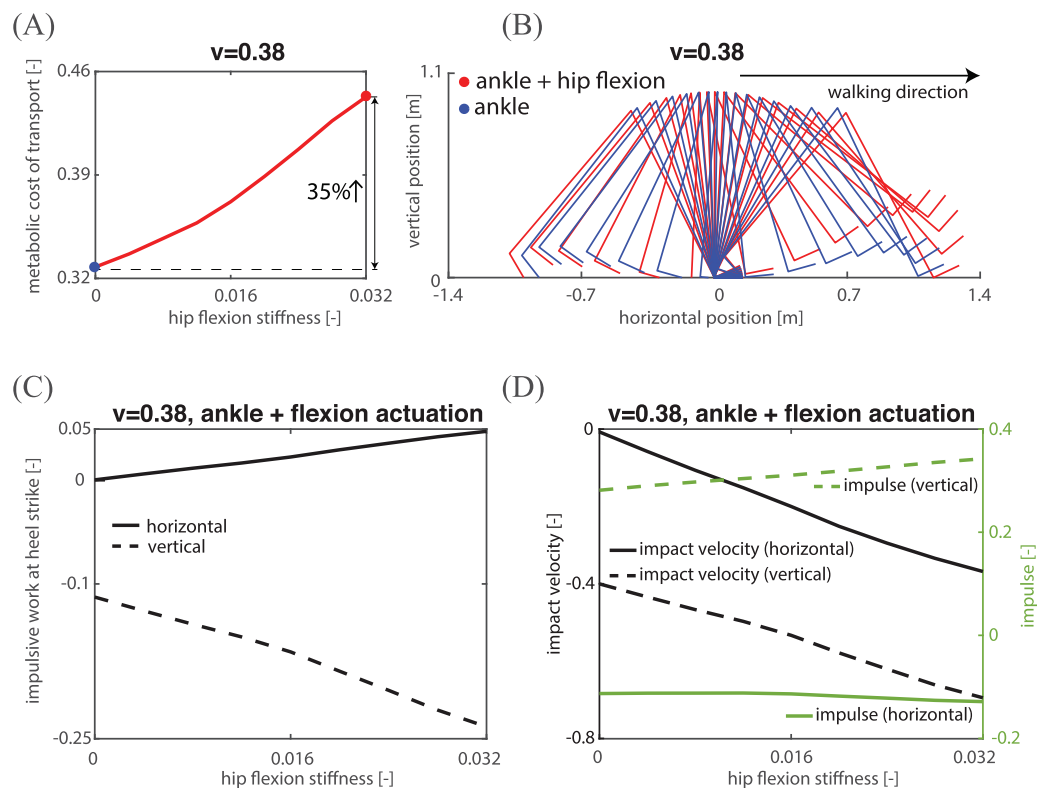 (A)
v=0.38
metabolic cost of transport [-]
0.46
0.39
0.32
35%↑
0
0.016
0.032
hip flexion stiffness [-]
(B)
v=0.38
ankle + hip flexion
ankle
walking direction
vertical position [m]
1.1
0
-1.4
-0.7
0
0.7
1.4
horizontal position [m]
(C)
v=0.38, ankle + flexion actuation
impulsive work at heel strike [-]
0.05
0
-0.1
-0.25
horizontal
vertical
0
0.016
0.032
hip flexion stiffness [-]
(D)
v=0.38, ankle + flexion actuation
impact velocity [-]
0
-0.4
-0.8
impulse (vertical)
impact velocity (horizontal)
impact velocity (vertical)
impulse (horizontal)
0.4
0.2
0
-0.2
impulse [-]
0
0.016
0.032
hip flexion stiffness [-]